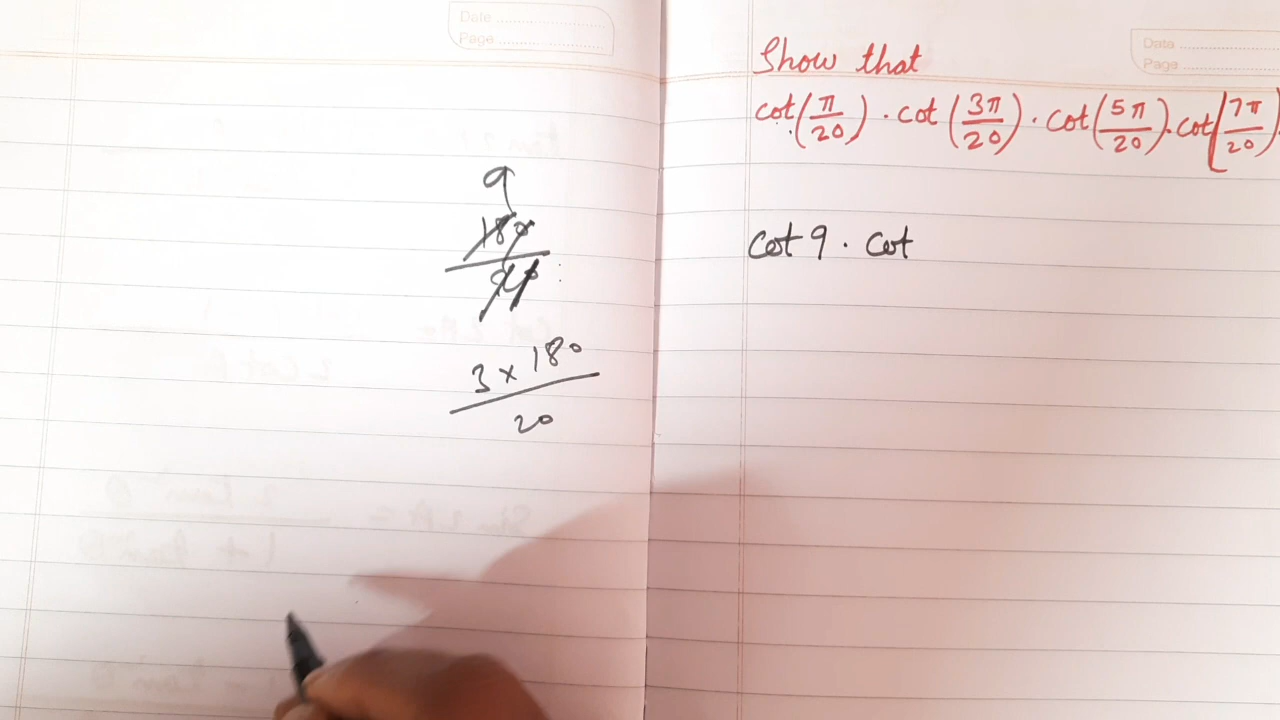 Date
Page
9
180
20
3 × 180
20
Date
Page
Show that
cot(π/20) · cot(3π/20) · cot(5π/20) · cot(7π/20)
cot 9 · cot